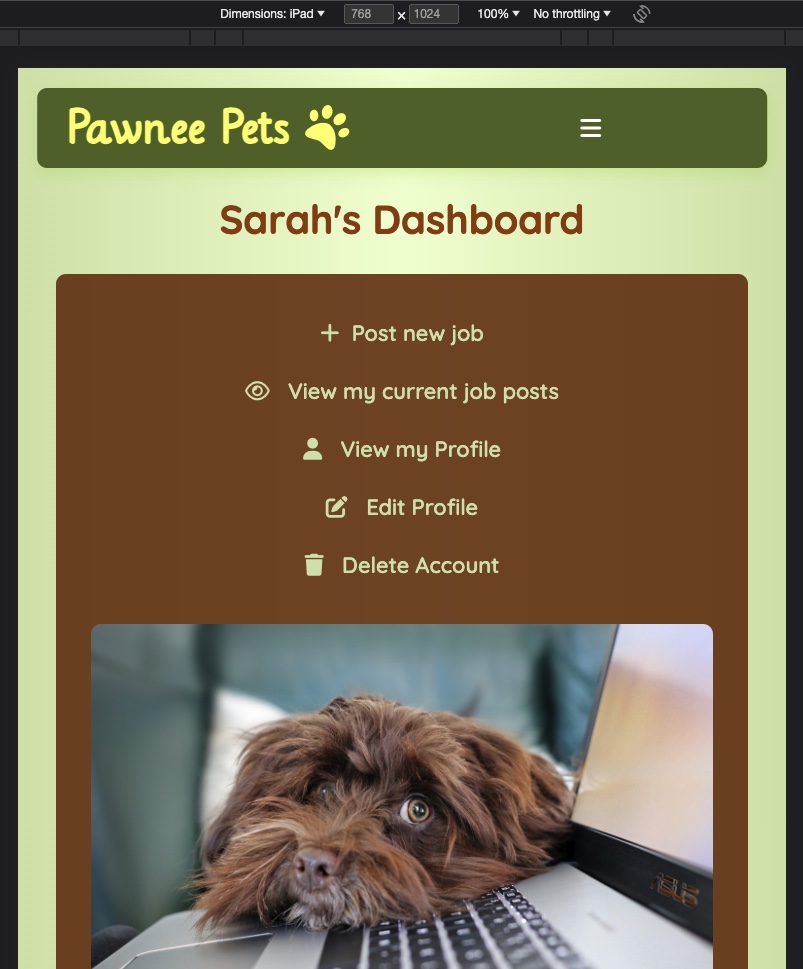 Dimensions: iPad 768 × 1024 100% No throttling
Pawnee Pets
Sarah's Dashboard
Post new job
View my current job posts
View my Profile
Edit Profile
Delete Account
ASUS